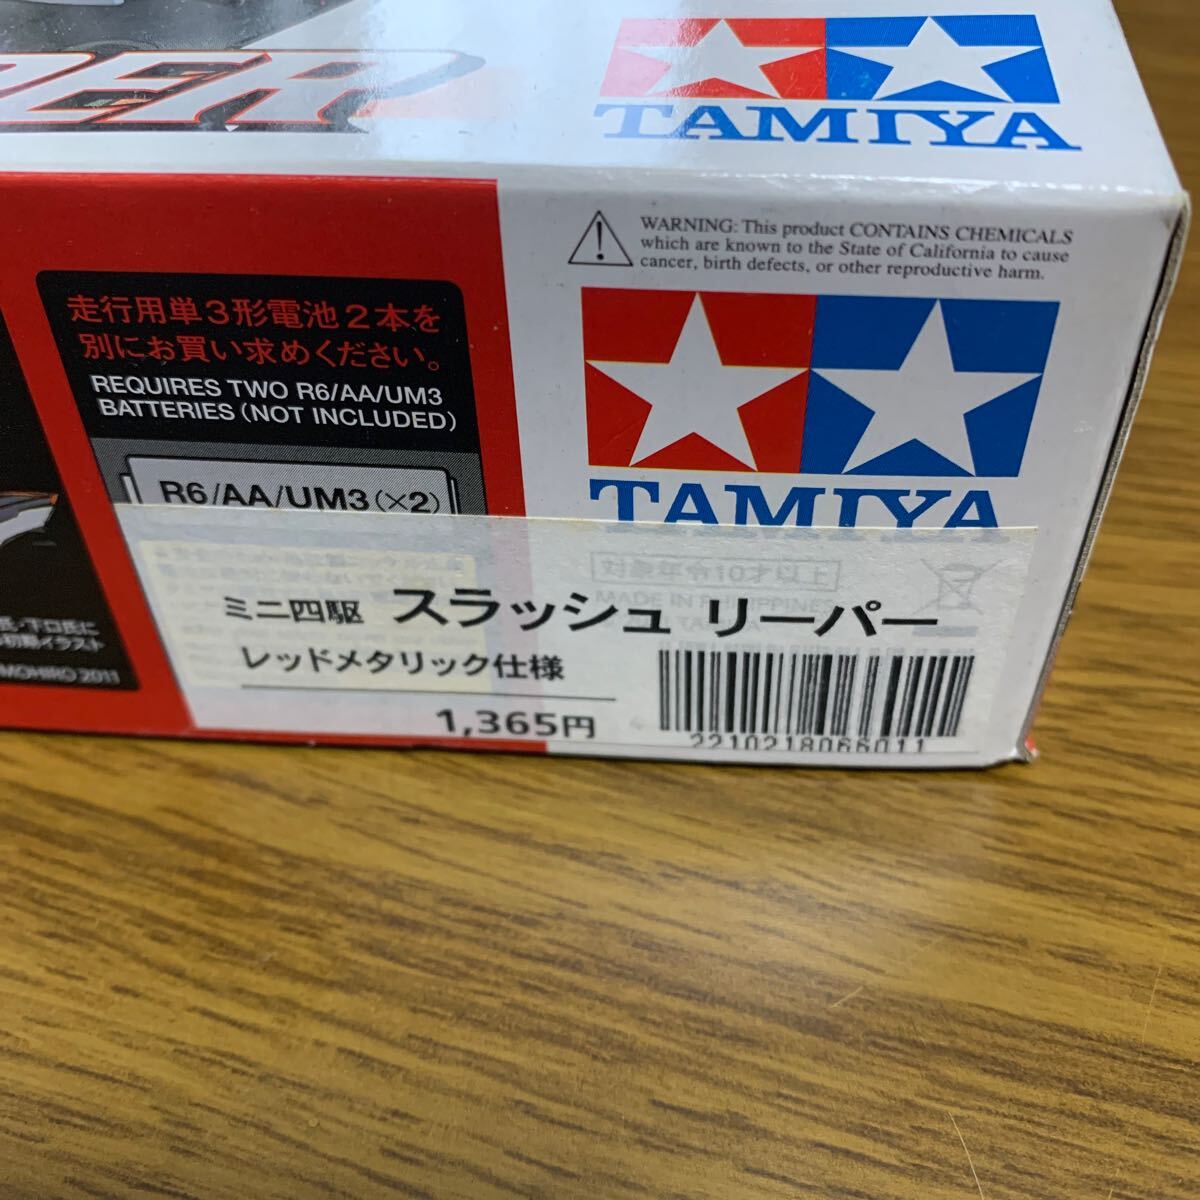 TAMIYA
WARNING: This product CONTAINS CHEMICALS
which are known to the State of California to cause
cancer, birth defects, or other reproductive harm.
走行用単3形電池2本を
別にお買い求めください。
REQUIRES TWO R6/AA/UM3
BATTERIES (NOT INCLUDED)
R6/AA/UM3(×2)
TAMIYA
対象年令10才以上
MADE IN PHILIPPINES
ミニ四駆 スラッシュ リーパー
レッドメタリック仕様
1,365円
2210218066011
MOHIRO 2011